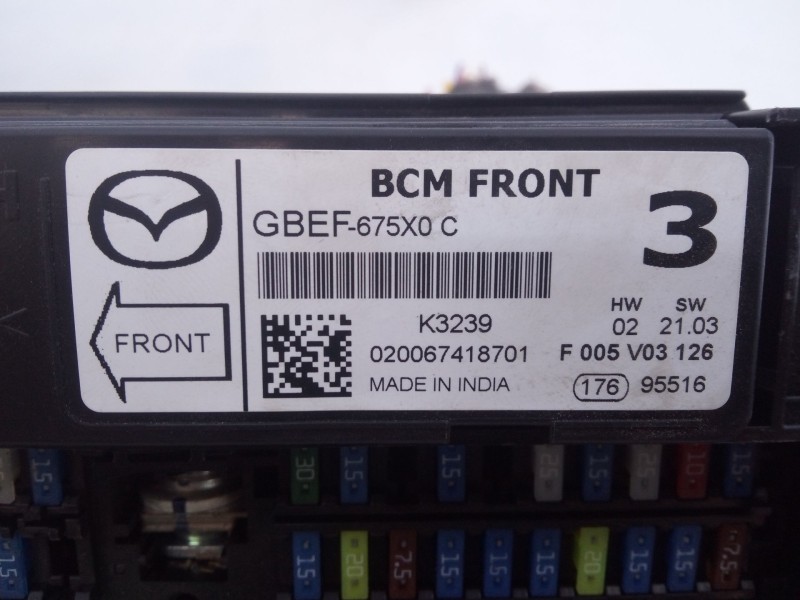 BCM FRONT
GBEF-675X0 C
3
FRONT
K3239
HW SW
02 21.03
020067418701
F 005 V03 126
MADE IN INDIA
176 95516
15 30 15 15 25 15 25 10
15 15 20 7.5 15 15 15 20 15 15 7.5